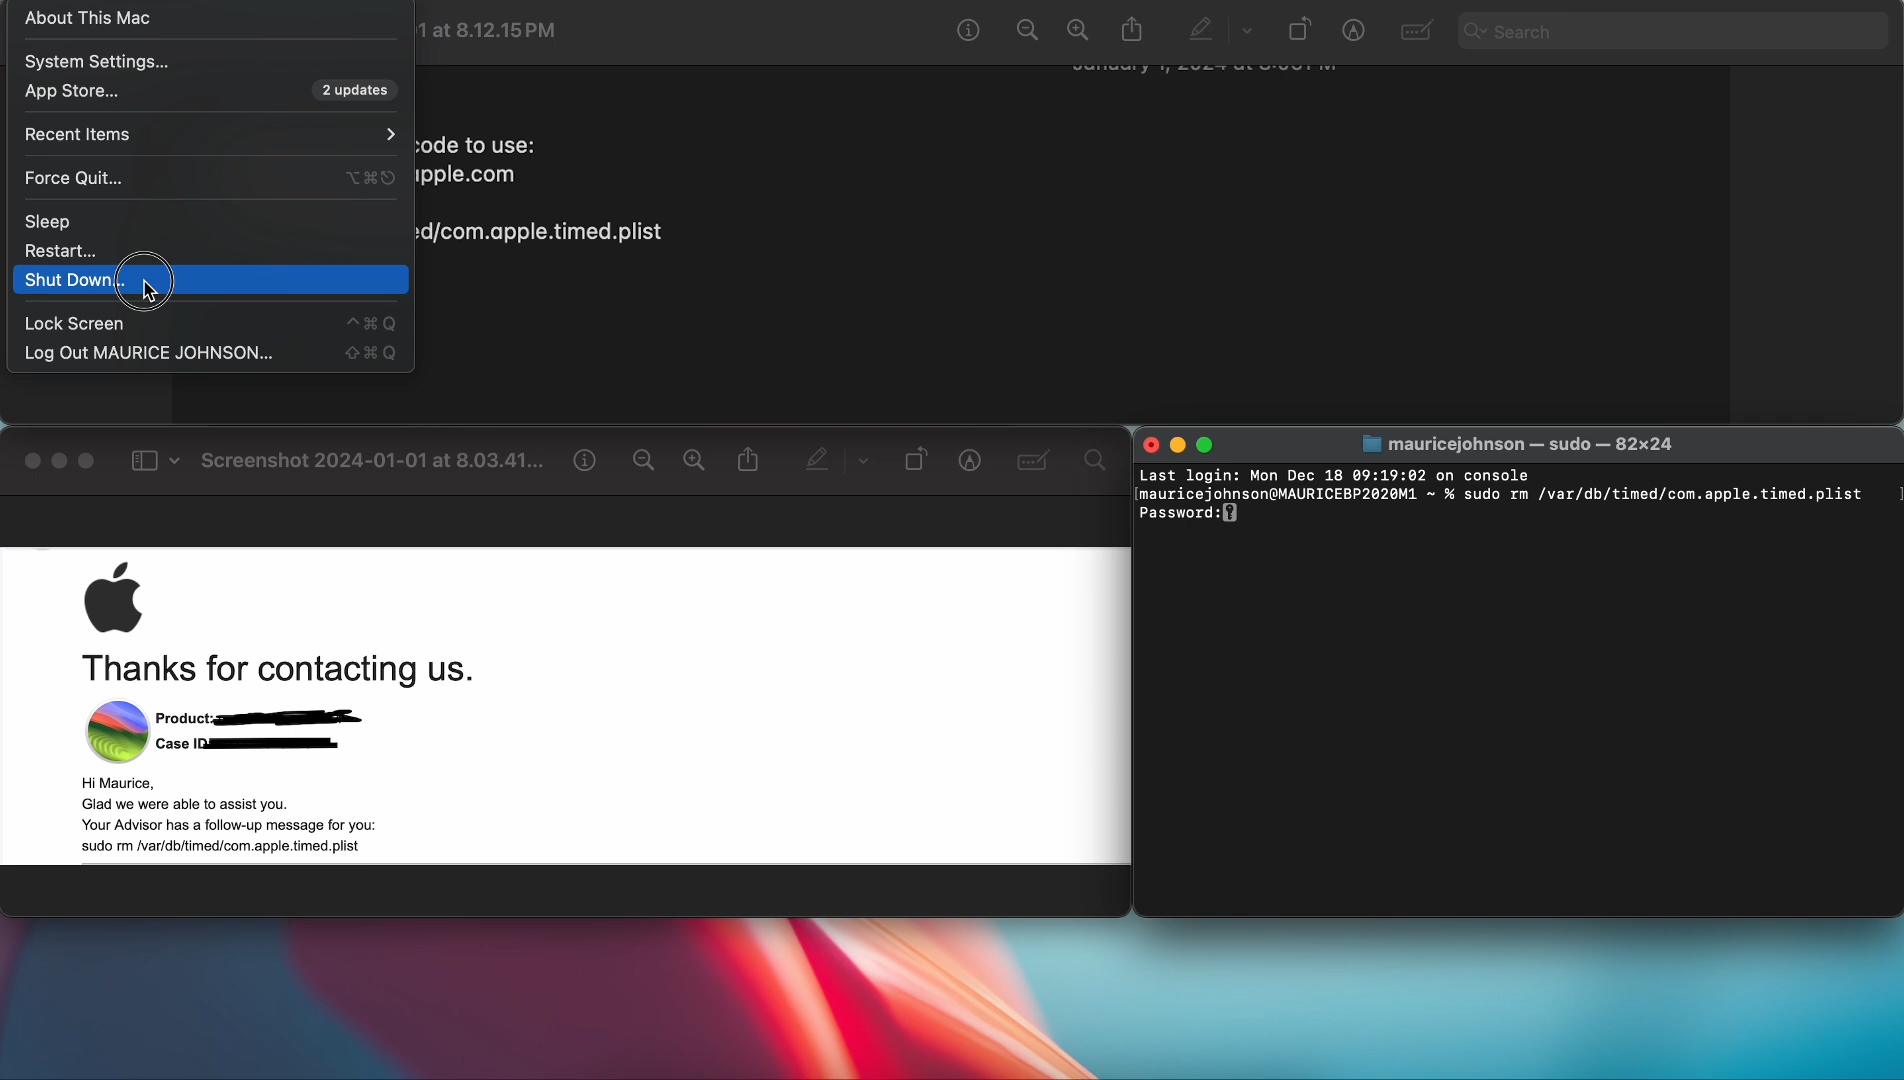 About This Mac
System Settings...
App Store...
2 updates
Recent Items
Force Quit...
Sleep
Restart...
Shut Down...
Lock Screen
^⌘Q
Log Out MAURICE JOHNSON...
⇧⌘Q
at 8.12.15 PM
Search
code to use:
apple.com
/com.apple.timed.plist
Screenshot 2024-01-01 at 8.03.41...
Thanks for contacting us.
Product:
Case ID
Hi Maurice,
Glad we were able to assist you.
Your Advisor has a follow-up message for you:
sudo rm /var/db/timed/com.apple.timed.plist
mauricejohnson — sudo — 82×24
Last login: Mon Dec 18 09:19:02 on console
[mauricejohnson@MAURICEBP2020M1 ~ % sudo rm /var/db/timed/com.apple.timed.plist ]
Password: